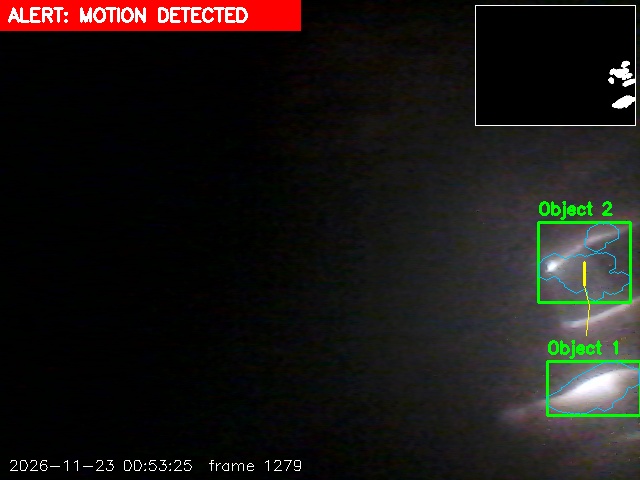 ALERT: MOTION DETECTED
Object 2
Object 1
2026-11-23 00:53:25 frame 1279